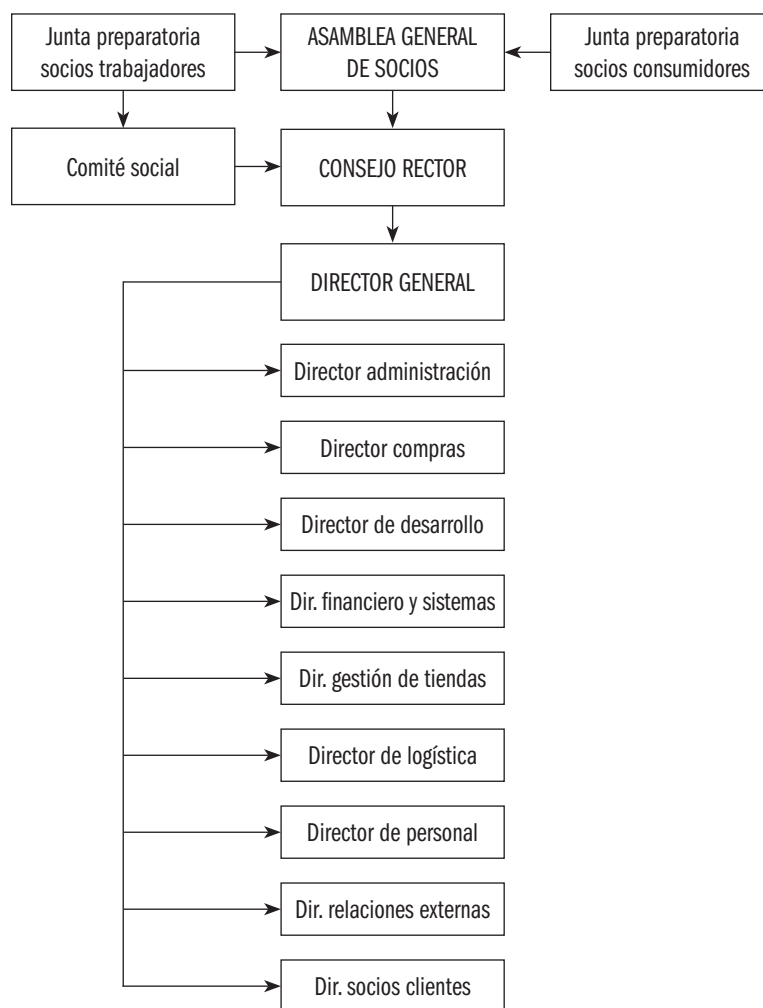 Junta preparatoria
socios trabajadores
ASAMBLEA GENERAL
DE SOCIOS
Junta preparatoria
socios consumidores
Comité social
CONSEJO RECTOR
DIRECTOR GENERAL
Director administración
Director compras
Director de desarrollo
Dir. financiero y sistemas
Dir. gestión de tiendas
Director de logística
Director de personal
Dir. relaciones externas
Dir. socios clientes